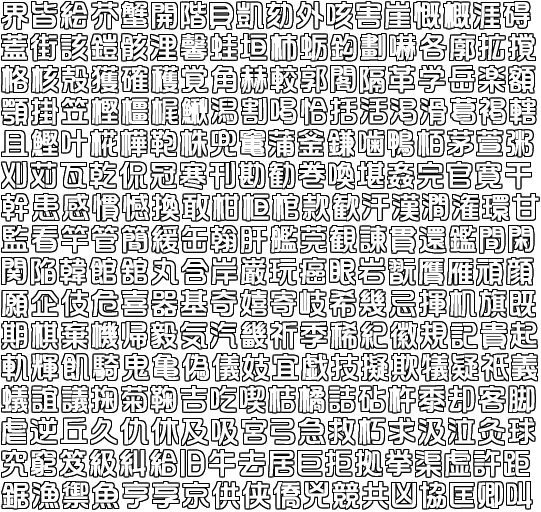 界皆絵芥蟹開階貝凱劾外咳害崖慨概涯碍
蓋街該鎧骸浬馨蛙垣柿蛎鈎劃嚇各廓拡撹
格核殻獲確穫覚角赫較郭閣隔革学岳楽額
顎掛笠樫橿梶鰍潟割喝恰括活渇滑葛褐轄
且鰹叶椛樺鞄株兜竃蒲釜鎌噛鴨栢茅萱粥
刈苅瓦乾侃冠寒刊勘勧巻喚堪姦完官寛干
幹患感慣憾換敢柑桓棺款歓汗漢澗潅環甘
監看竿管簡緩缶翰肝艦莞観諌貫還鑑間閑
関陥韓館舘丸含岸巌玩癌眼岩翫贋雁頑顔
願企伎危喜器基奇嬉寄岐希幾忌揮机旗既
期棋棄機帰毅気汽畿祈季稀紀徽規記貴起
軌輝飢騎鬼亀偽儀妓宜戯技擬欺犠疑祇義
蟻誼議掬菊鞠吉吃喫桔橘詰砧杵黍却客脚
虐逆丘久仇休及吸宮弓急救朽求汲泣灸球
究窮笈級糾給旧牛去居巨拒拠挙渠虚許距
鋸漁禦魚亨享京供侠僑兇競共凶協匡卿叫